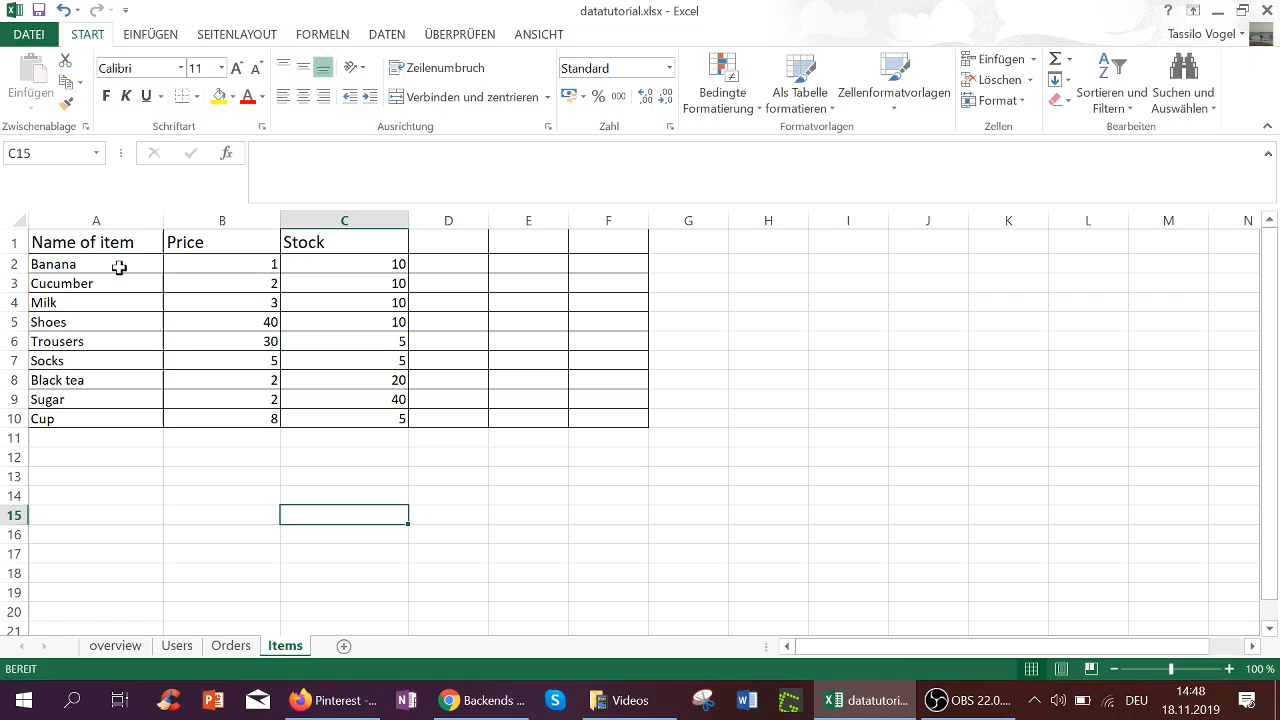 datatutorial.xlsx - Excel
DATEI START EINFÜGEN SEITENLAYOUT FORMELN DATEN ÜBERPRÜFEN ANSICHT Tassilo Vogel
Einfügen
Calibri 11
F K U
Zeilenumbruch
Verbinden und zentrieren
Standard
% 000
Bedingte Formatierung
Als Tabelle formatieren
Zellenformatvorlagen
Einfügen
Löschen
Format
Sortieren und Filtern
Suchen und Auswählen
Zwischenablage Schriftart Ausrichtung Zahl Formatvorlagen Zellen Bearbeiten
C15 fx
A B C D E F G H I J K L M N
1 Name of item Price Stock
2 Banana 1 10
3 Cucumber 2 10
4 Milk 3 10
5 Shoes 40 10
6 Trousers 30 5
7 Socks 5 5
8 Black tea 2 20
9 Sugar 2 40
10 Cup 8 5
11
12
13
14
15
16
17
18
19
20
21
overview Users Orders Items
BEREIT 100 %
Pinterest -... Backends ... Videos datatutori... OBS 22.0.... DEU 14:48
18.11.2019